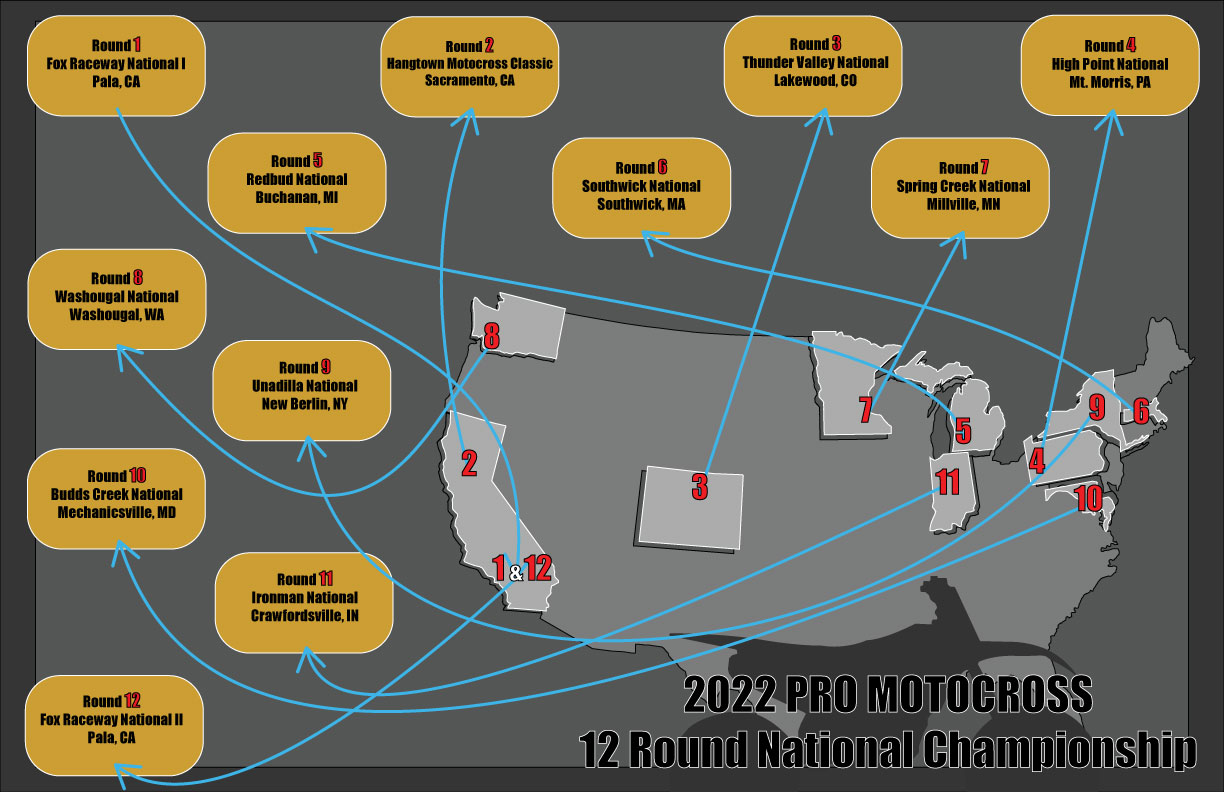 Round 1
Fox Raceway National I
Pala, CA
Round 2
Hangtown Motocross Classic
Sacramento, CA
Round 3
Thunder Valley National
Lakewood, CO
Round 4
High Point National
Mt. Morris, PA
Round 5
Redbud National
Buchanan, MI
Round 6
Southwick National
Southwick, MA
Round 7
Spring Creek National
Millville, MN
Round 8
Washougal National
Washougal, WA
Round 9
Unadilla National
New Berlin, NY
Round 10
Budds Creek National
Mechanicsville, MD
Round 11
Ironman National
Crawfordsville, IN
Round 12
Fox Raceway National II
Pala, CA
8
7
5
9
6
2
3
11
4
10
1 & 12
2022 PRO MOTOCROSS
12 Round National Championship